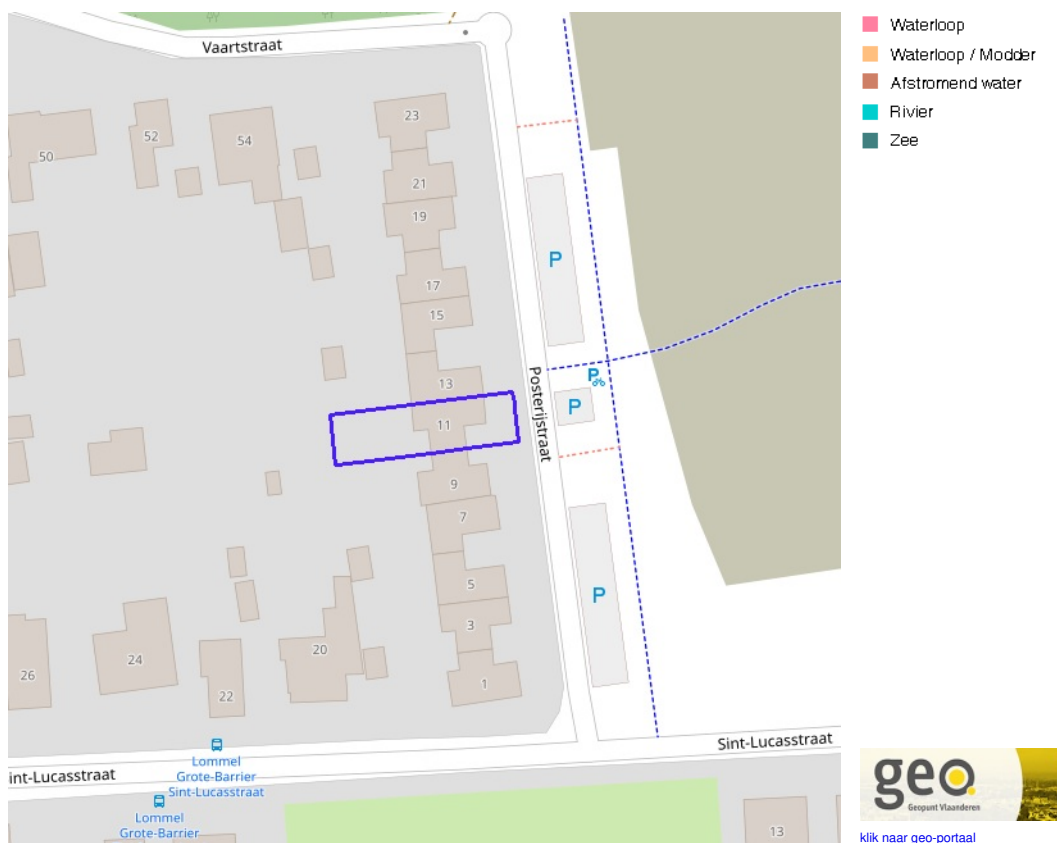 Vaartstraat
50
52
54
23
21
19
17
15
13
11
9
7
5
3
1
P
P
P
P
Posterijstraat
26
24
22
20
Lommel
Grote-Barrier
Sint-Lucasstraat
int-Lucasstraat
Sint-Lucasstraat
Lommel
Grote-Barrier
13
Waterloop
Waterloop / Modder
Afstromend water
Rivier
Zee
geo
Geopunt Vlaanderen
klik naar geo-portaal